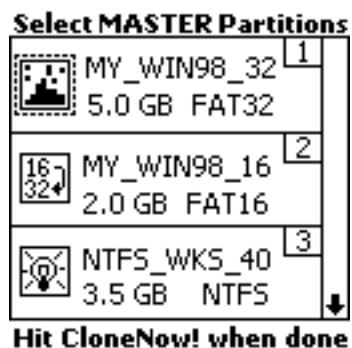 Select MASTER Partitions
1
MY_WIN98_32
5.0 GB FAT32
2
16
32
MY_WIN98_16
2.0 GB FAT16
3
NTFS_WKS_40
3.5 GB NTFS
Hit CloneNow! when done